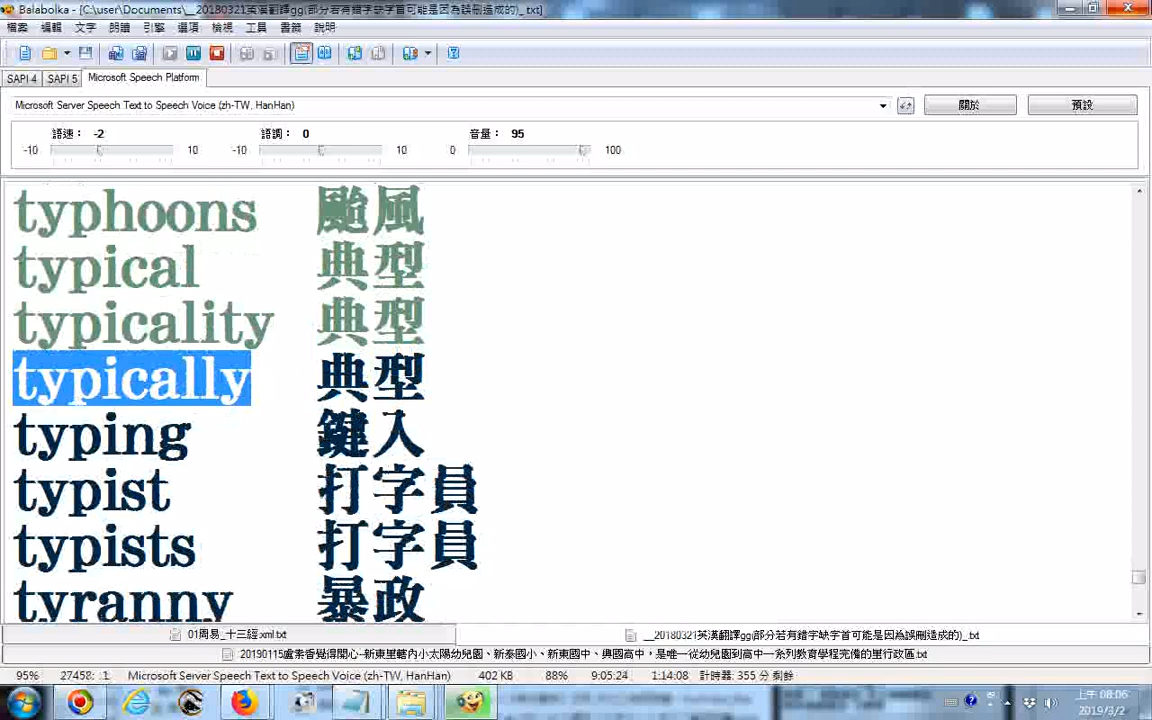 Balabolka - [C:\user\Documents\__20180321英漢翻譯ggl(部分若有錯字缺字首可能是因為誤刪造成的)_.txt]
檔案 編輯 文字 朗讀 引擎 選項 檢視 工具 書籤 說明
SAPI 4 SAPI 5 Microsoft Speech Platform
Microsoft Server Speech Text to Speech Voice (zh-TW, HanHan) 關於 預設
語速： -2 語調： 0 音量： 95
-10 10 -10 10 0 100
typhoons 颱風
typical 典型
typicality 典型
typically 典型
typing 鍵入
typist 打字員
typists 打字員
tyranny 暴政
01周易_十三經.xml.txt __20180321英漢翻譯ggl(部分若有錯字缺字首可能是因為誤刪造成的)_.txt
20190115盧素香覺得開心-新東里轄內小太陽幼兒園、新泰國小、新東國中、興國高中，是唯一從幼兒園到高中一系列教育學程完備的里行政區.txt
95% 27458: 1 Microsoft Server Speech Text to Speech Voice (zh-TW, HanHan) 402 KB 88% 9:05:24 1:14:08 計時器: 355 分 剩餘
上午 08:06
2019/3/2